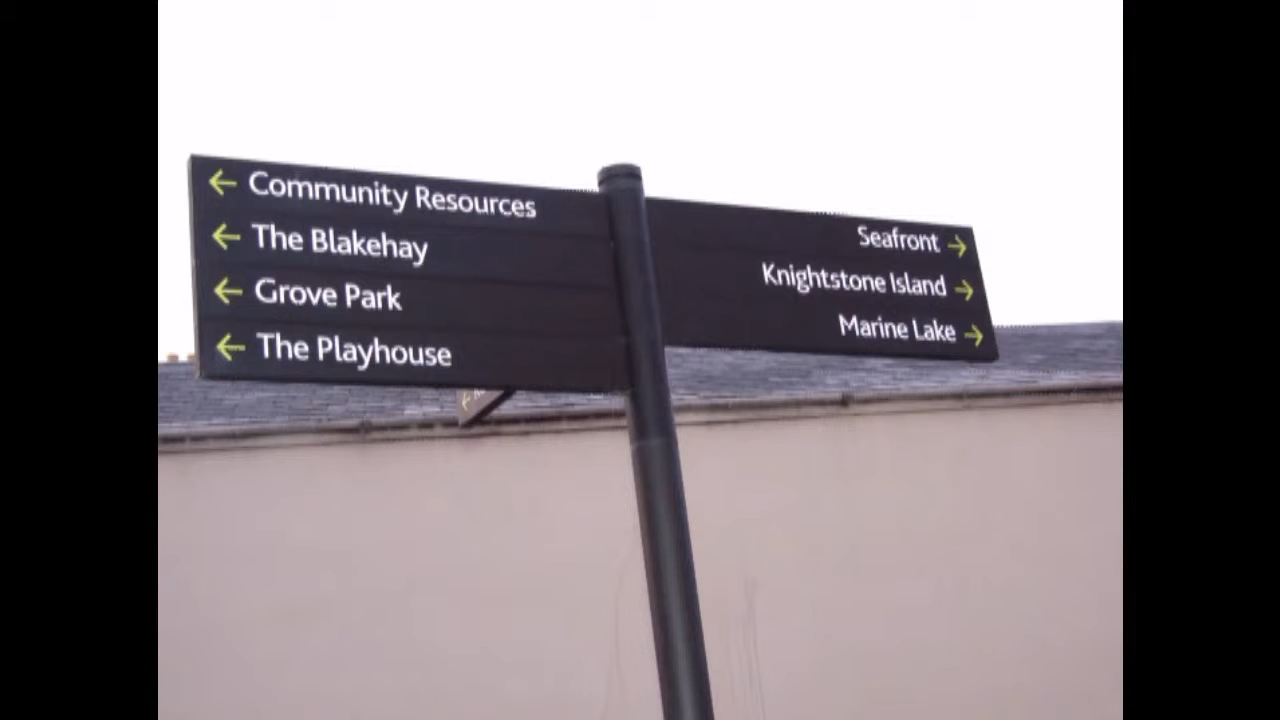 Community Resources
The Blakehay
Grove Park
The Playhouse
Seafront
Knightstone Island
Marine Lake